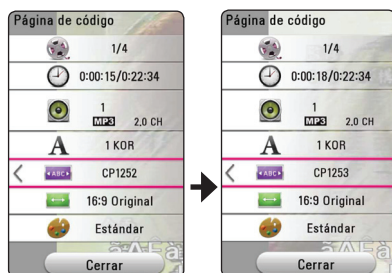 Página de código
1/4
0:00:15/0:22:34
1
MP3 2,0 CH
A 1 KOR
ABC CP1252
16:9 Original
Estándar
Cerrar
Página de código
1/4
0:00:18/0:22:34
1
MP3 2,0 CH
A 1 KOR
ABC CP1253
16:9 Original
Estándar
Cerrar